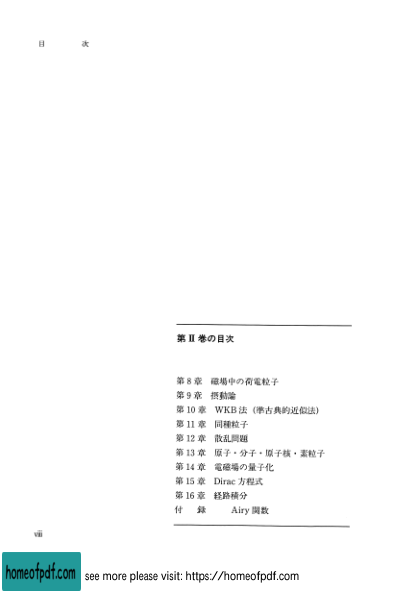 目 次
第 II 巻の目次
第 8 章 磁場中の荷電粒子
第 9 章 摂動論
第 10 章 WKB 法 (準古典的近似法)
第 11 章 同種粒子
第 12 章 散乱問題
第 13 章 原子・分子・原子核・素粒子
第 14 章 電磁場の量子化
第 15 章 Dirac 方程式
第 16 章 経路積分
付 録 Airy 関数
viii
homeofpdf.com see more please visit: https://homeofpdf.com